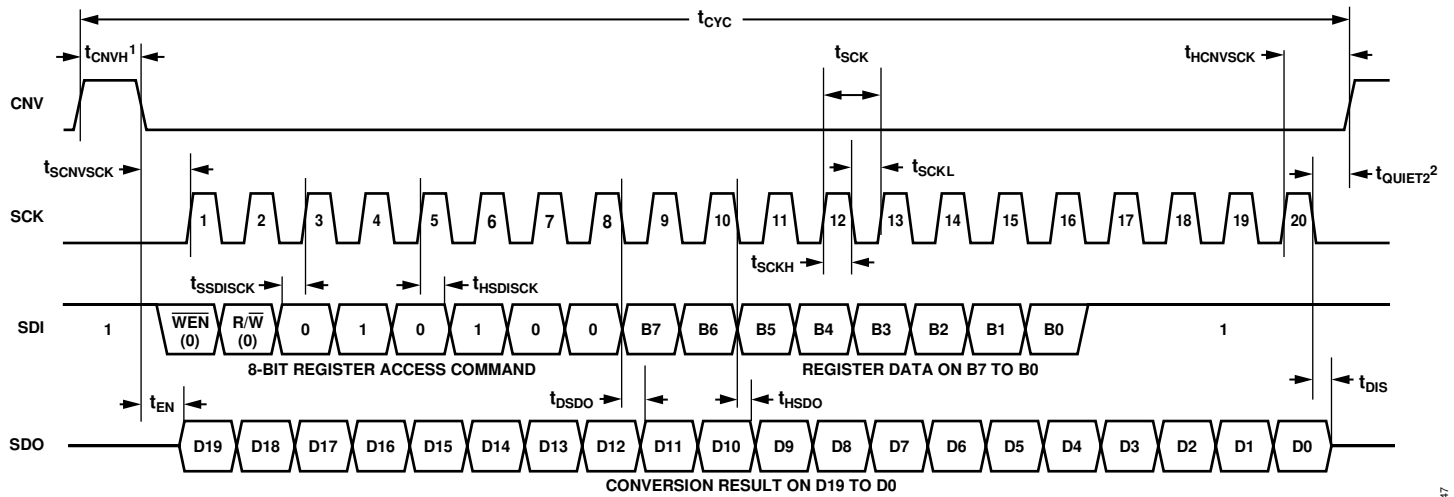 tCYC
tCNVH1
tSCK
tHCNVSCK
CNV
tSCNVSCK
tSCKL
tQUIET22
SCK
1 2 3 4 5 6 7 8 9 10 11 12 13 14 15 16 17 18 19 20
tSSDISCK
tHSDISCK
tSCKH
SDI
1 WEN (0) R/W (0) 0 1 0 1 0 0 B7 B6 B5 B4 B3 B2 B1 B0 1
8-BIT REGISTER ACCESS COMMAND
REGISTER DATA ON B7 TO B0
tEN
tDSDO
tHSDO
tDIS
SDO
D19 D18 D17 D16 D15 D14 D13 D12 D11 D10 D9 D8 D7 D6 D5 D4 D3 D2 D1 D0
CONVERSION RESULT ON D19 TO D0